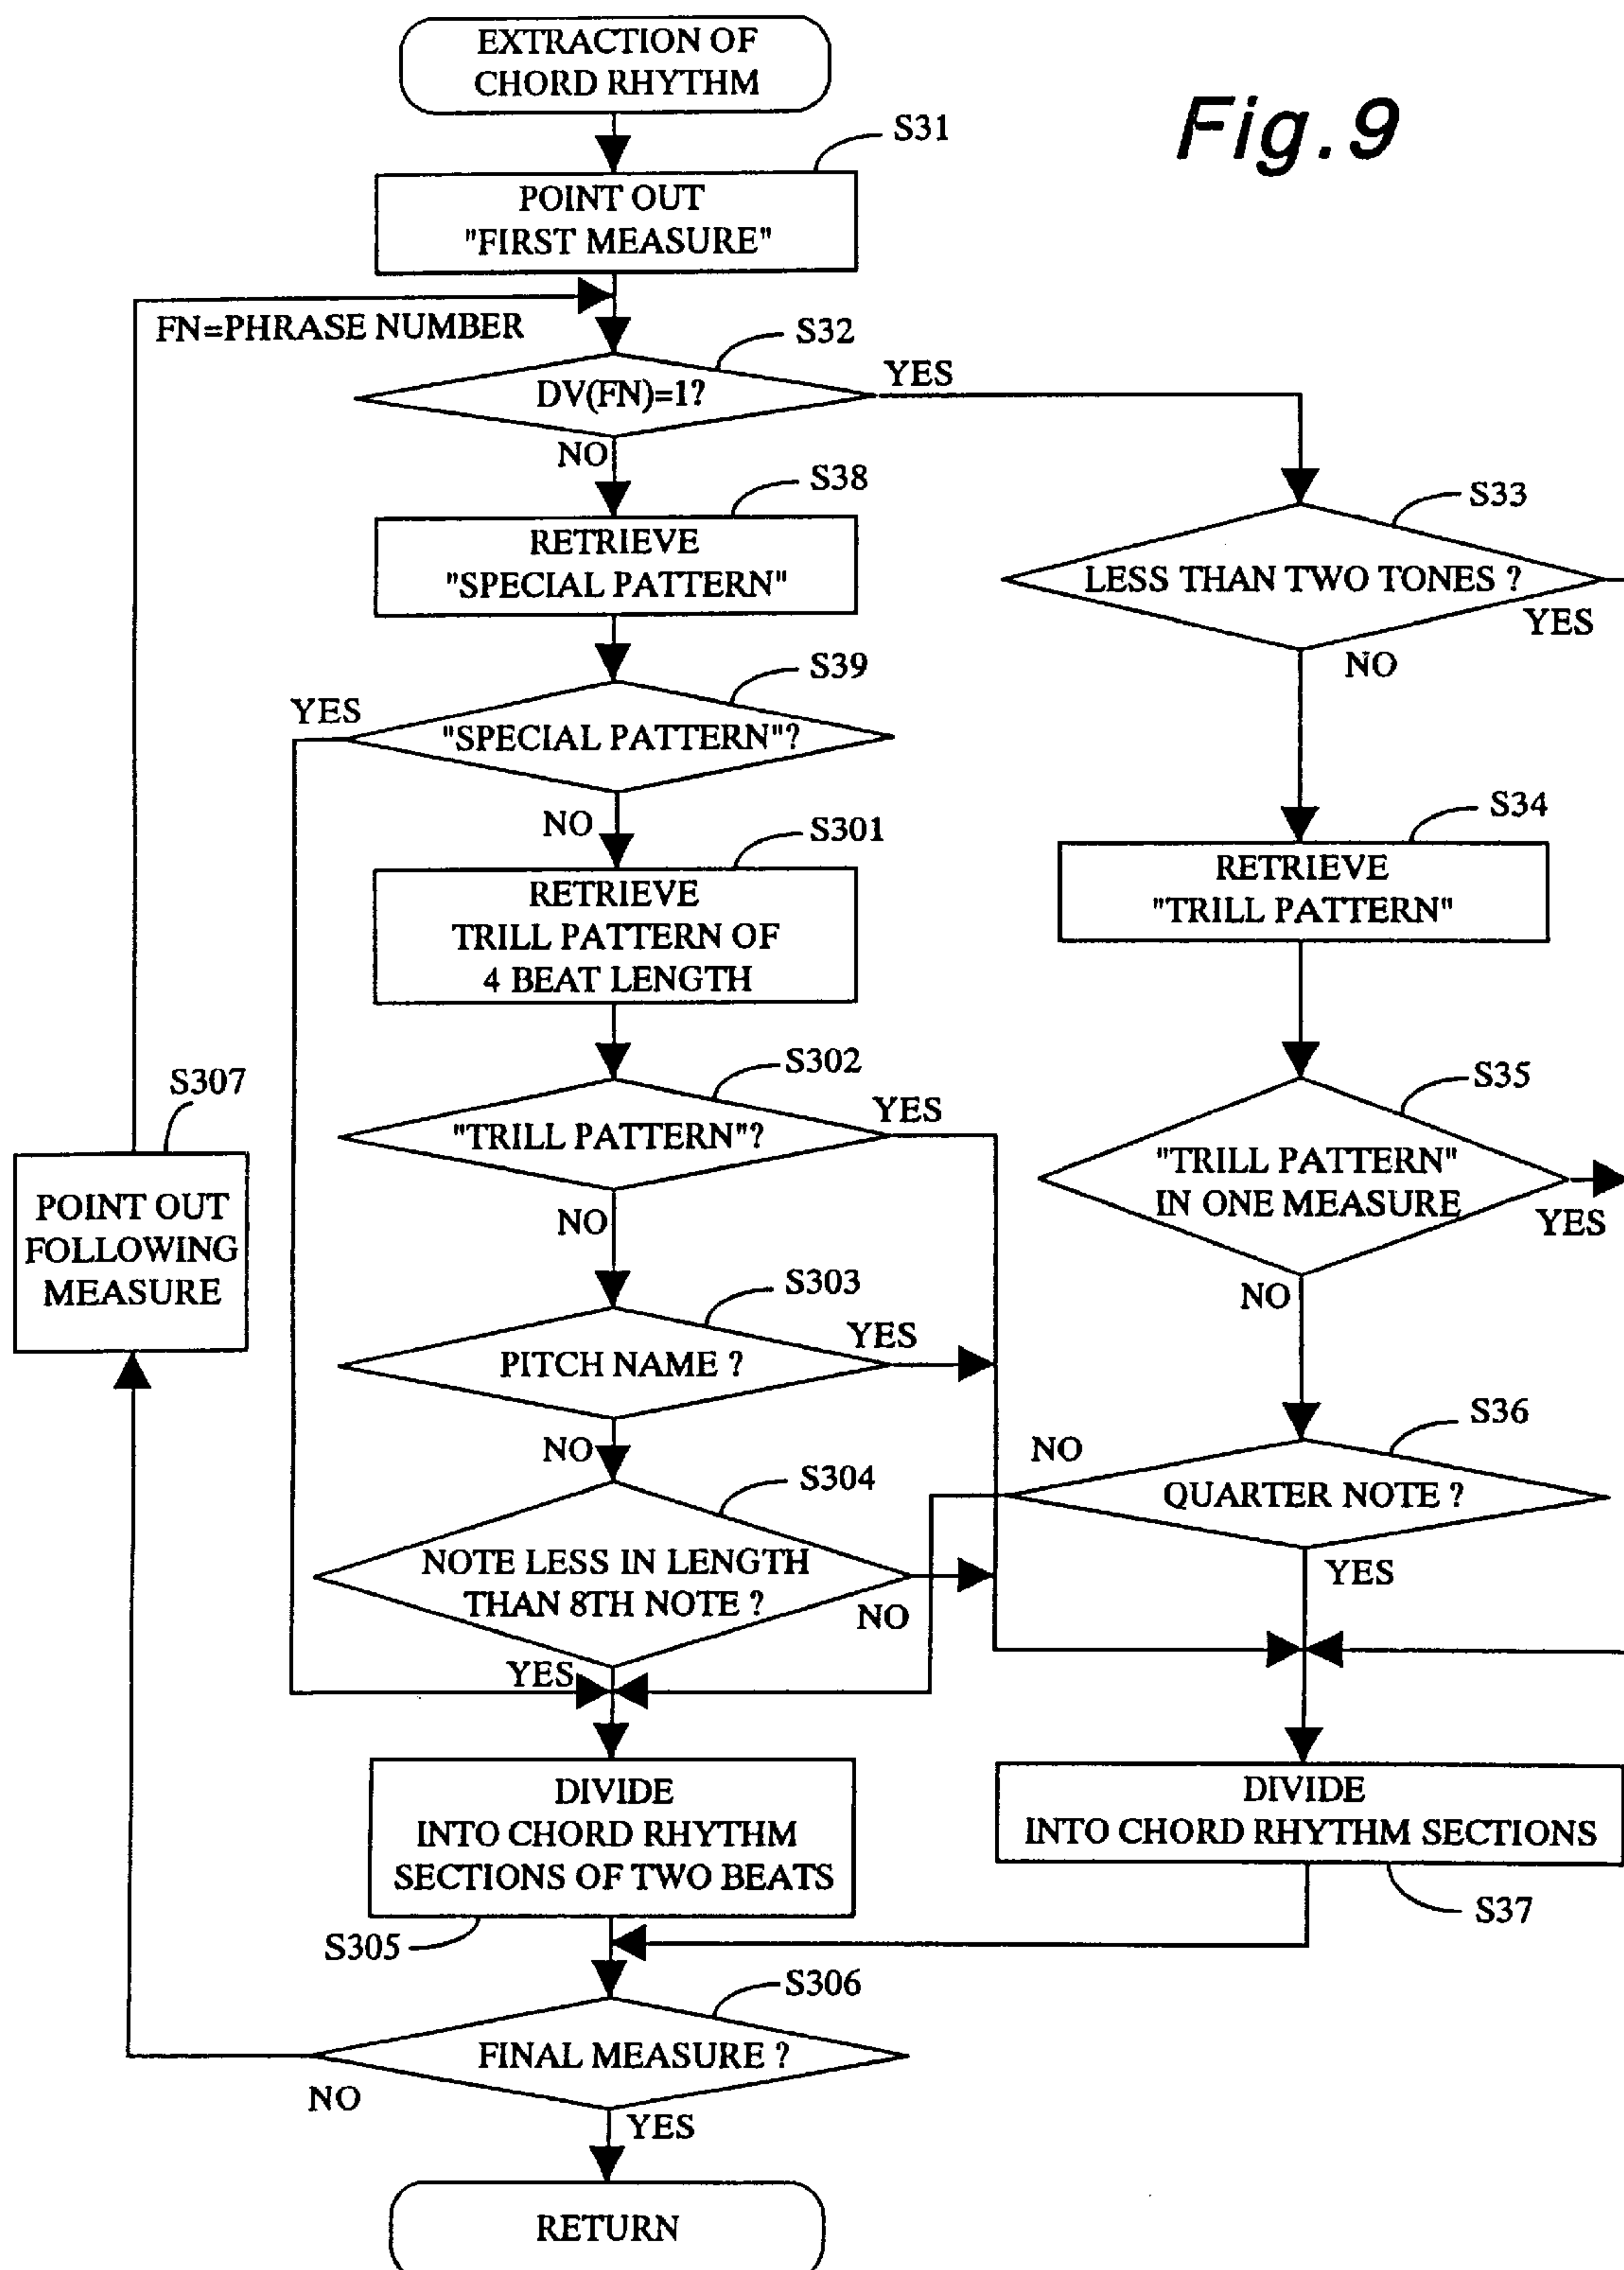 EXTRACTION OF
CHORD RHYTHM
Fig.9
S31
POINT OUT
"FIRST MEASURE"
FN=PHRASE NUMBER
S32
DV(FN)=1?
YES
NO
S38
RETRIEVE
"SPECIAL PATTERN"
S33
LESS THAN TWO TONES ?
YES
NO
S39
YES
"SPECIAL PATTERN"?
NO
S301
RETRIEVE
TRILL PATTERN OF
4 BEAT LENGTH
S34
RETRIEVE
"TRILL PATTERN"
S302
"TRILL PATTERN"?
YES
NO
S35
"TRILL PATTERN"
IN ONE MEASURE
YES
NO
S307
POINT OUT
FOLLOWING
MEASURE
S303
PITCH NAME ?
YES
NO
S36
NO
QUARTER NOTE ?
YES
S304
NOTE LESS IN LENGTH
THAN 8TH NOTE ?
NO
YES
DIVIDE
INTO CHORD RHYTHM
SECTIONS OF TWO BEATS
S305
DIVIDE
INTO CHORD RHYTHM SECTIONS
S37
S306
FINAL MEASURE ?
NO
YES
RETURN